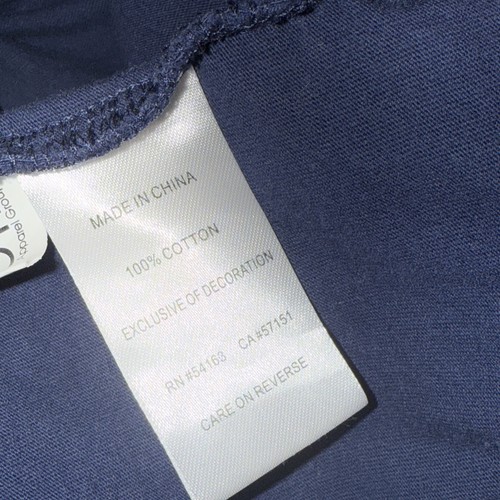 MADE IN CHINA
100% COTTON
EXCLUSIVE OF DECORATION
RN #54163 CA #57151
CARE ON REVERSE